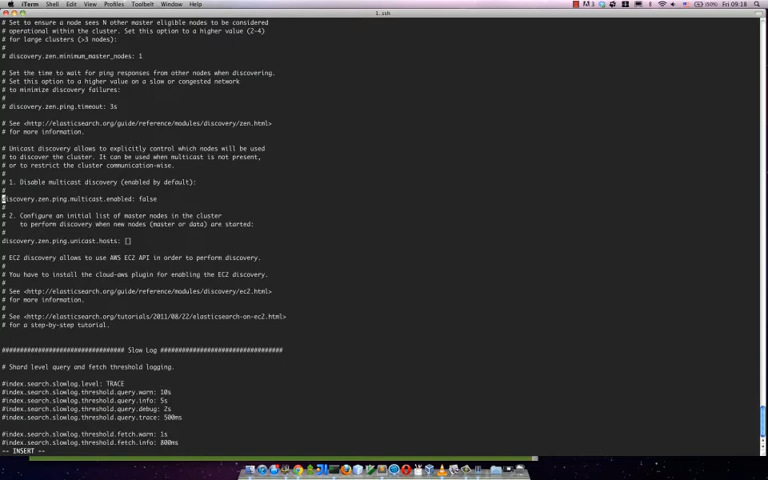 iTerm Shell Edit View Profiles Toolbelt Window Help
Fri 09:18
1. ssh
# Set to ensure a node sees N other master eligible nodes to be considered
# operational within the cluster. Set this option to a higher value (2-4)
# for large clusters (>3 nodes):
#
# discovery.zen.minimum_master_nodes: 1
# Set the time to wait for ping responses from other nodes when discovering.
# Set this option to a higher value on a slow or congested network
# to minimize discovery failures:
#
# discovery.zen.ping.timeout: 3s
# See <http://elasticsearch.org/guide/reference/modules/discovery/zen.html>
# for more information.
# Unicast discovery allows to explicitly control which nodes will be used
# to discover the cluster. It can be used when multicast is not present,
# or to restrict the cluster communication-wise.
#
# 1. Disable multicast discovery (enabled by default):
#
discovery.zen.ping.multicast.enabled: false
#
# 2. Configure an initial list of master nodes in the cluster
#    to perform discovery when new nodes (master or data) are started:
#
discovery.zen.ping.unicast.hosts: []
# EC2 discovery allows to use AWS EC2 API in order to perform discovery.
#
# You have to install the cloud-aws plugin for enabling the EC2 discovery.
#
# See <http://elasticsearch.org/guide/reference/modules/discovery/ec2.html>
# for more information.
#
# See <http://elasticsearch.org/tutorials/2011/08/22/elasticsearch-on-ec2.html>
# for a step-by-step tutorial.
################################## Slow Log ##################################
# Shard level query and fetch threshold logging.
#index.search.slowlog.level: TRACE
#index.search.slowlog.threshold.query.warn: 10s
#index.search.slowlog.threshold.query.info: 5s
#index.search.slowlog.threshold.query.debug: 2s
#index.search.slowlog.threshold.query.trace: 500ms
#index.search.slowlog.threshold.fetch.warn: 1s
#index.search.slowlog.threshold.fetch.info: 800ms
-- INSERT --